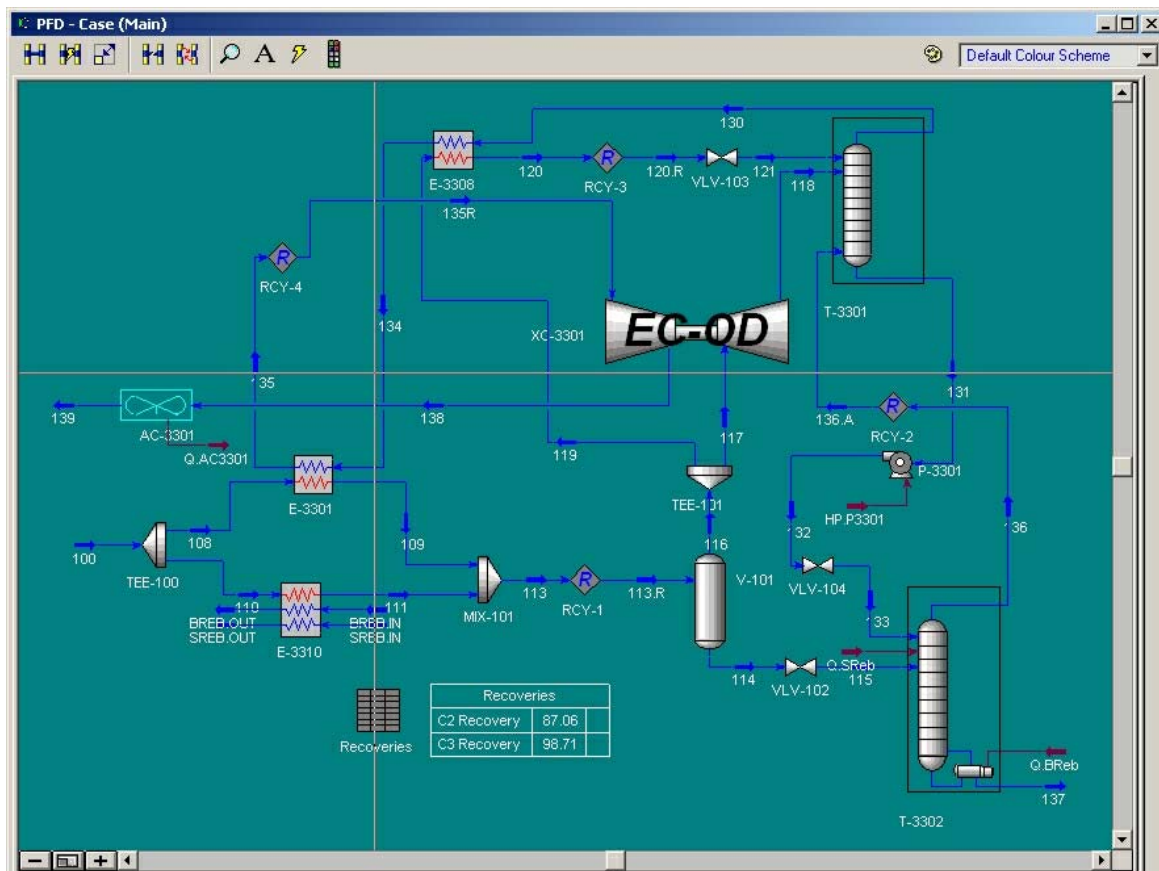 PFD - Case (Main)
A
Default Colour Scheme
130
E-3308
120
R
RCY-3
120.R
VLV-103
121
118
135R
R
RCY-4
134
XC-3301
EC-OD
T-3301
135
131
139
AC-3301
138
136.A
R
RCY-2
Q.AC3301
119
117
P-3301
E-3301
TEE-101
HP.P3301
100
TEE-100
108
109
116
132
136
V-101
VLV-104
110
111
MIX-101
113
R
RCY-1
113.R
133
BREB.OUT
BREB.IN
SREB.OUT
SREB.IN
E-3310
114
VLV-102
Q.SReb
115
Recoveries
Recoveries
C2 Recovery 87.06
C3 Recovery 98.71
Q.BReb
137
T-3302